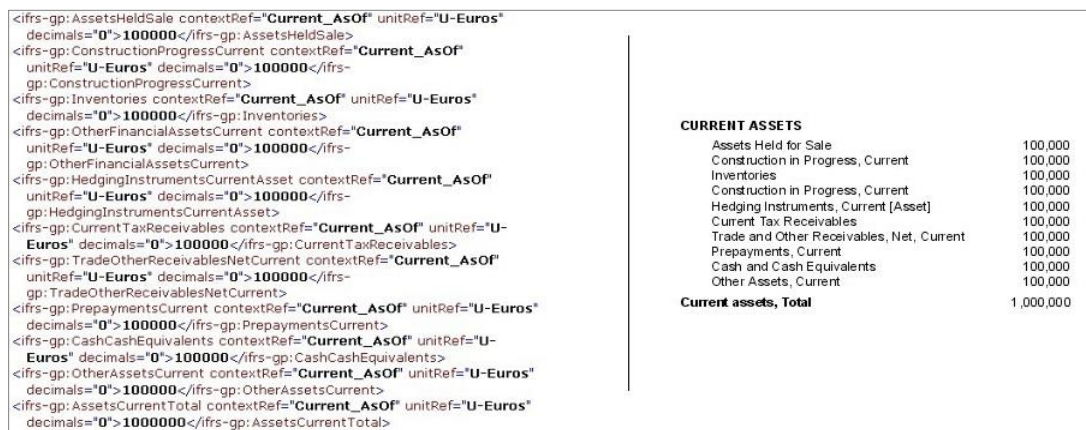 <ifrs-gp:AssetsHeldSale contextRef="Current_AsOf" unitRef="U-Euros"
decimals="0">100000</ifrs-gp:AssetsHeldSale>
<ifrs-gp:ConstructionProgressCurrent contextRef="Current_AsOf"
unitRef="U-Euros" decimals="0">100000</ifrs-
gp:ConstructionProgressCurrent>
<ifrs-gp:Inventories contextRef="Current_AsOf" unitRef="U-Euros"
decimals="0">100000</ifrs-gp:Inventories>
<ifrs-gp:OtherFinancialAssetsCurrent contextRef="Current_AsOf"
unitRef="U-Euros" decimals="0">100000</ifrs-
gp:OtherFinancialAssetsCurrent>
<ifrs-gp:HedgingInstrumentsCurrentAsset contextRef="Current_AsOf"
unitRef="U-Euros" decimals="0">100000</ifrs-
gp:HedgingInstrumentsCurrentAsset>
<ifrs-gp:CurrentTaxReceivables contextRef="Current_AsOf" unitRef="U-
Euros" decimals="0">100000</ifrs-gp:CurrentTaxReceivables>
<ifrs-gp:TradeOtherReceivablesNetCurrent contextRef="Current_AsOf"
unitRef="U-Euros" decimals="0">100000</ifrs-
gp:TradeOtherReceivablesNetCurrent>
<ifrs-gp:PrepaymentsCurrent contextRef="Current_AsOf" unitRef="U-Euros"
decimals="0">100000</ifrs-gp:PrepaymentsCurrent>
<ifrs-gp:CashCashEquivalents contextRef="Current_AsOf" unitRef="U-
Euros" decimals="0">100000</ifrs-gp:CashCashEquivalents>
<ifrs-gp:OtherAssetsCurrent contextRef="Current_AsOf" unitRef="U-Euros"
decimals="0">100000</ifrs-gp:OtherAssetsCurrent>
<ifrs-gp:AssetsCurrentTotal contextRef="Current_AsOf" unitRef="U-Euros"
decimals="0">1000000</ifrs-gp:AssetsCurrentTotal>
CURRENT ASSETS
Assets Held for Sale 100,000
Construction in Progress, Current 100,000
Inventories 100,000
Construction in Progress, Current 100,000
Hedging Instruments, Current [Asset] 100,000
Current Tax Receivables 100,000
Trade and Other Receivables, Net, Current 100,000
Prepayments, Current 100,000
Cash and Cash Equivalents 100,000
Other Assets, Current 100,000
Current assets, Total 1,000,000